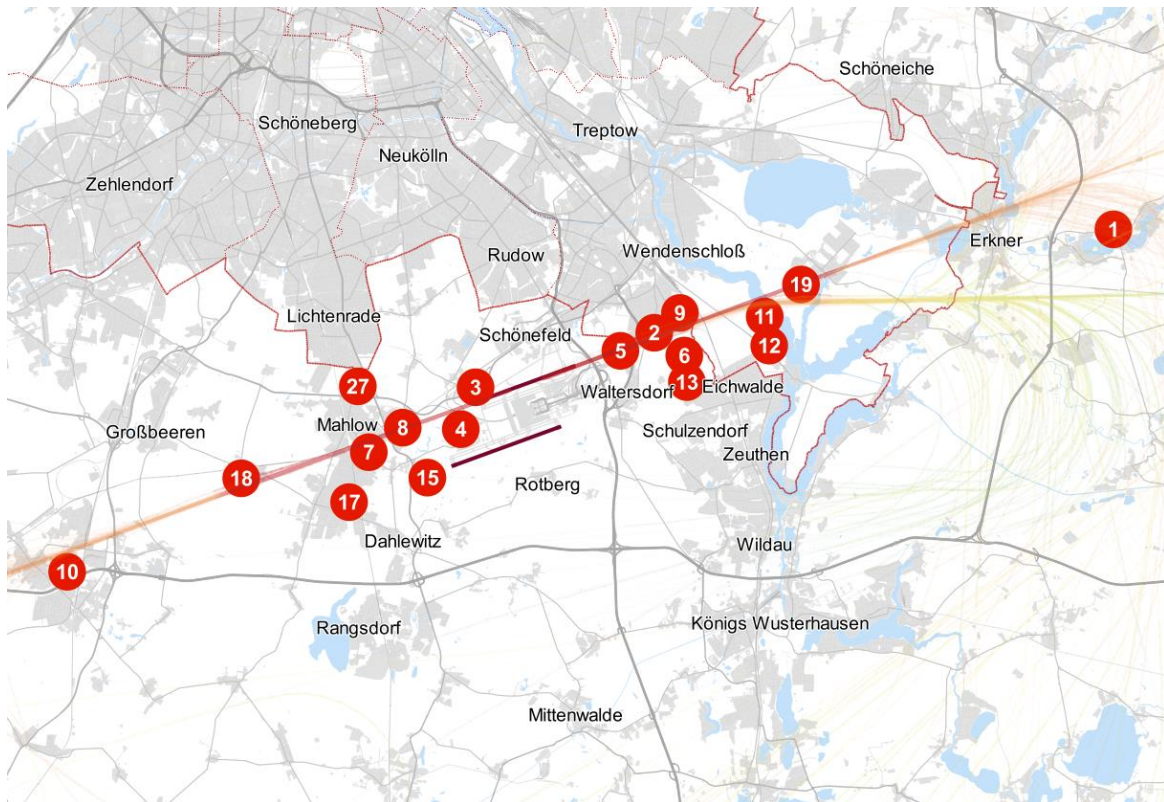 Schöneiche
Schöneberg
Treptow
Neukölln
Zehlendorf
1
Erkner
Wendenschloß
Rudow
19
Lichtenrade
9
11
Schönefeld
2
12
5
6
27
3
13
Eichwalde
Waltersdorf
Mahlow
8
4
Großbeeren
Schulzendorf
7
Zeuthen
18
15
Rotberg
17
Dahlewitz
Wildau
10
Rangsdorf
Königs Wusterhausen
Mittenwalde